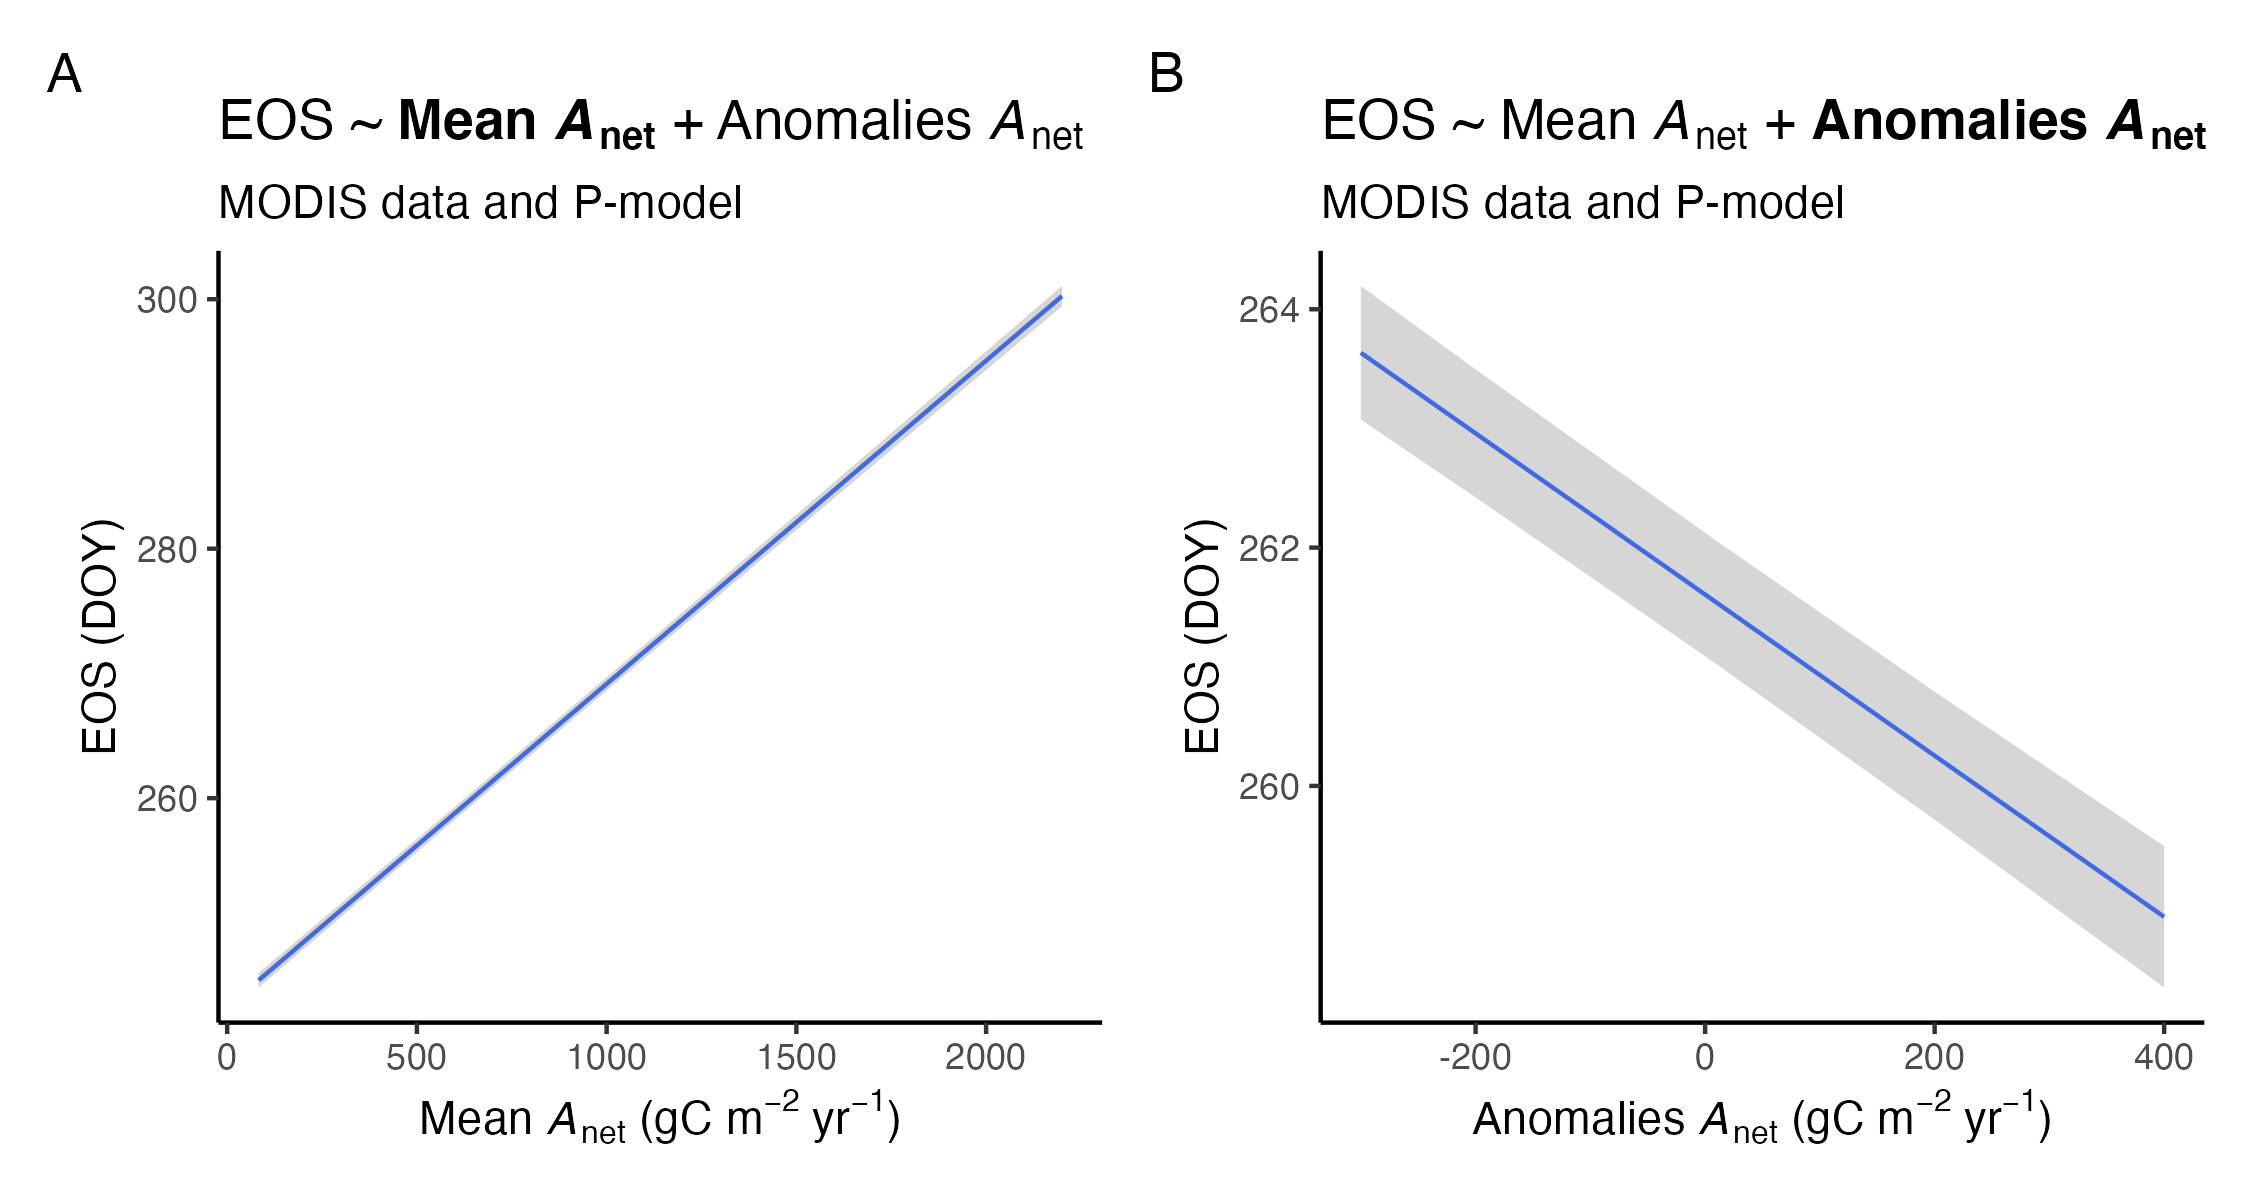 A
EOS ~ Mean Anet + Anomalies Anet
MODIS data and P-model
300
280
260
EOS (DOY)
0 500 1000 1500 2000
Mean Anet (gC m−2 yr−1)
B
EOS ~ Mean Anet + Anomalies Anet
MODIS data and P-model
264
262
260
EOS (DOY)
-200 0 200 400
Anomalies Anet (gC m−2 yr−1)